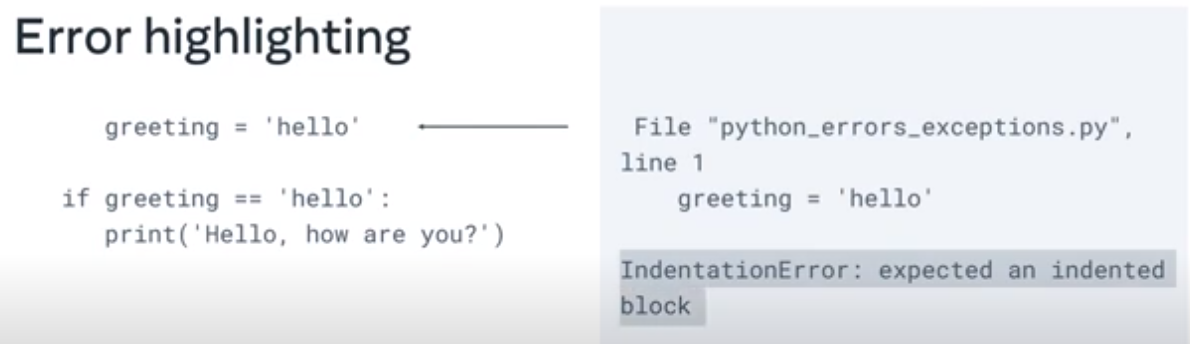 Error highlighting
greeting = 'hello'
if greeting == 'hello':
print('Hello, how are you?')
File "python_errors_exceptions.py",
line 1
greeting = 'hello'
IndentationError: expected an indented
block